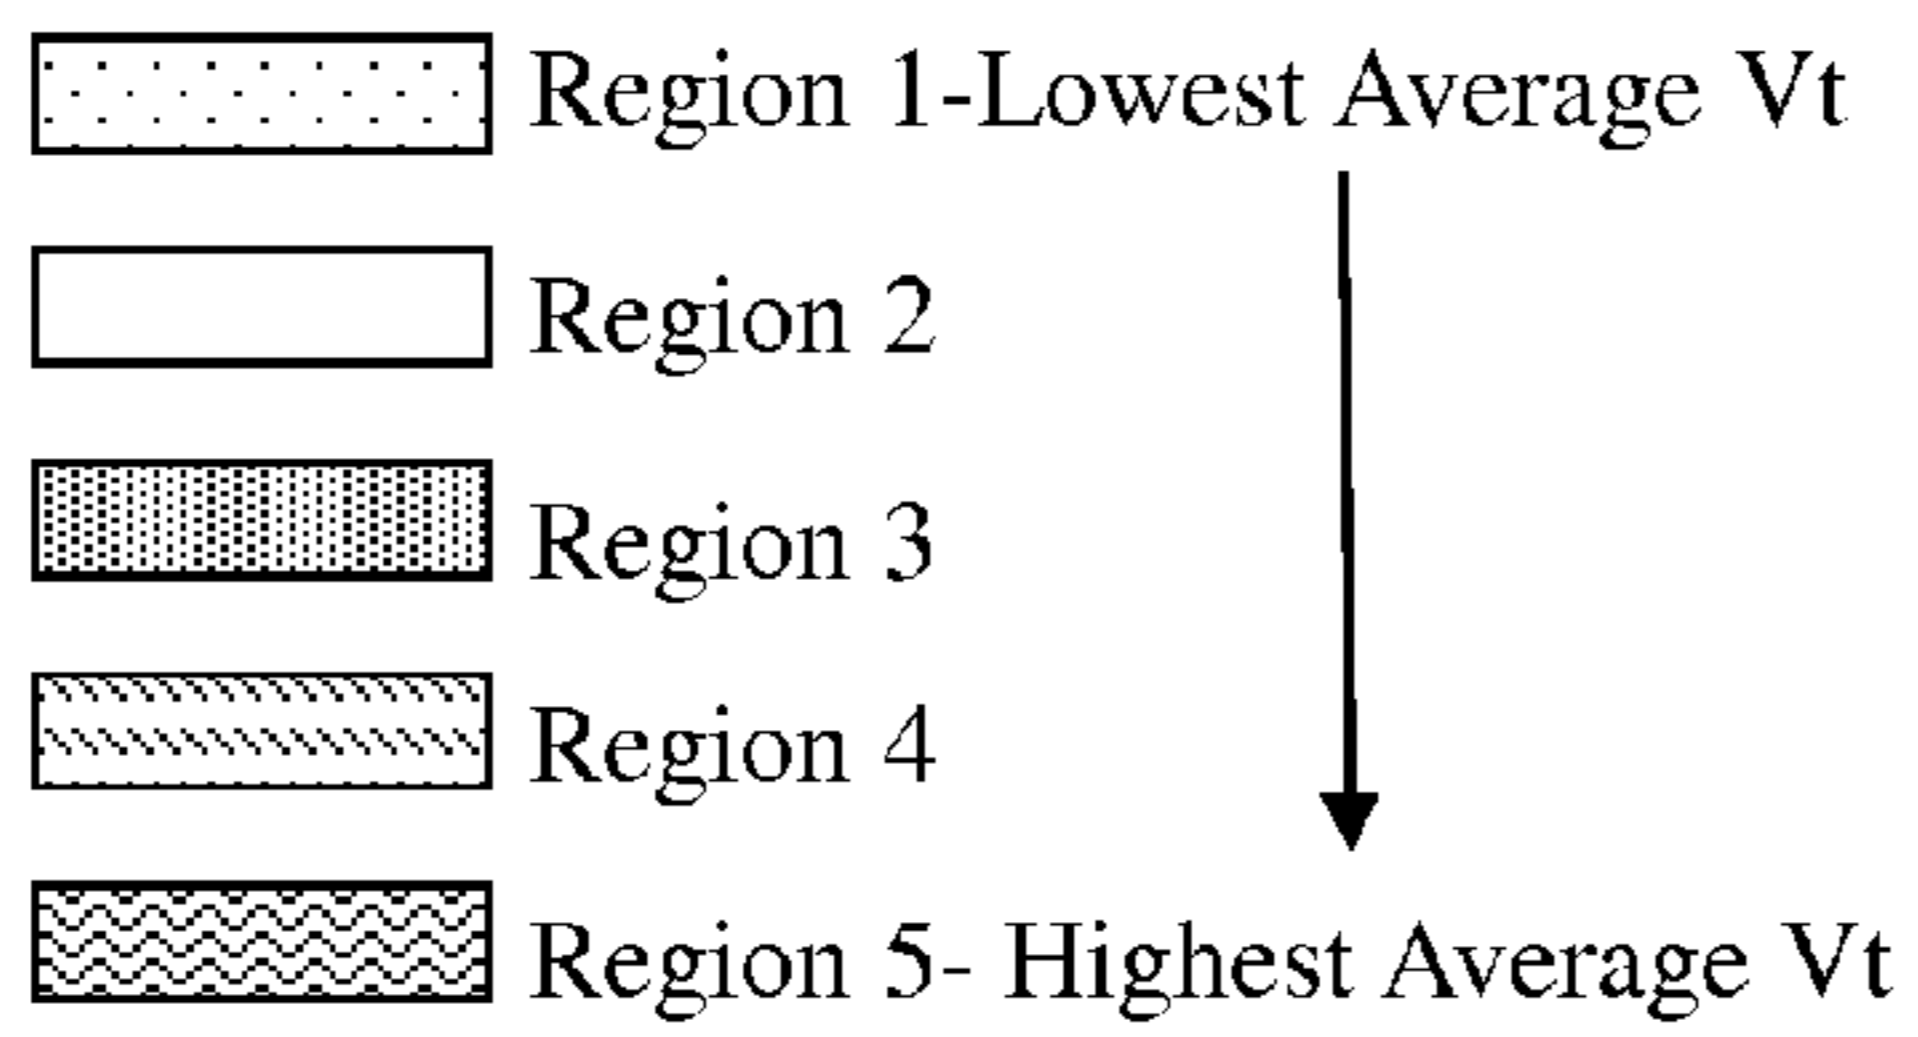 Region 1-Lowest Average Vt
Region 2
Region 3
Region 4
Region 5- Highest Average Vt